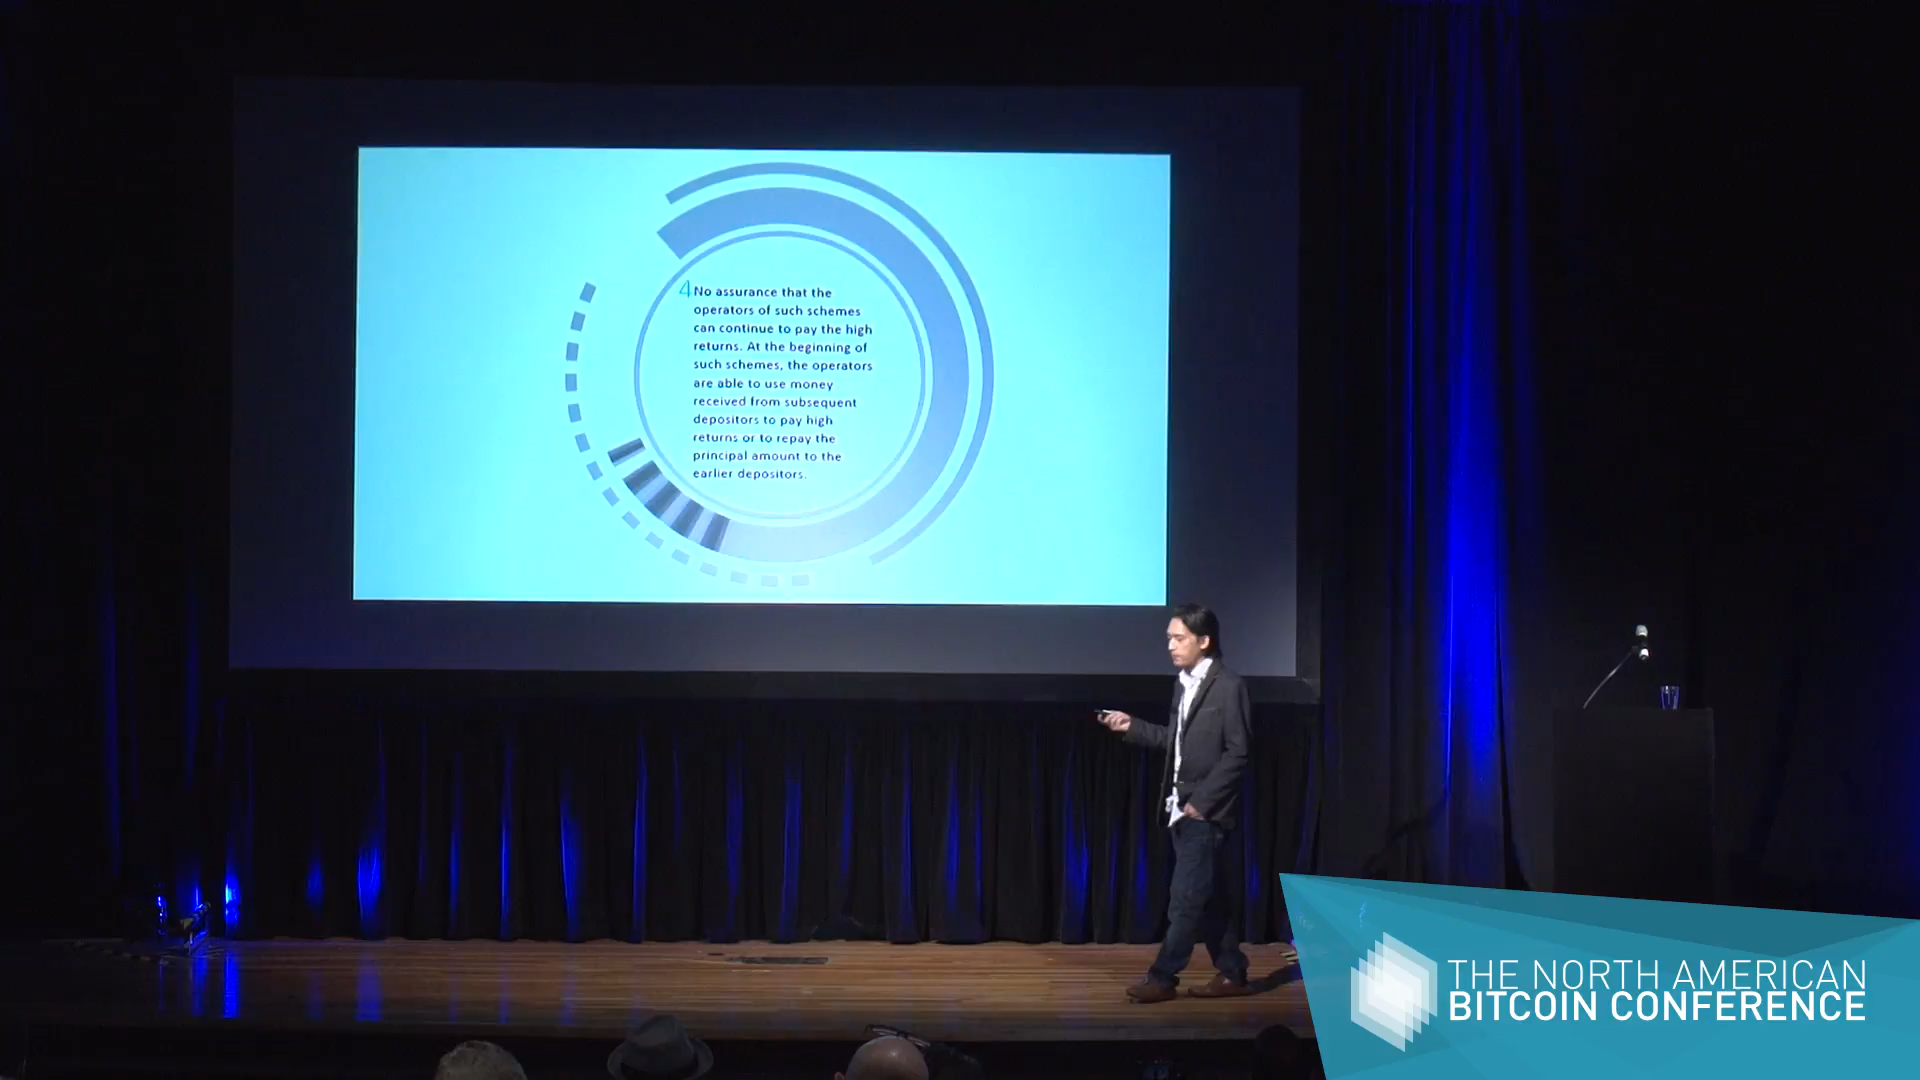 4 No assurance that the
operators of such schemes
can continue to pay the high
returns. At the beginning of
such schemes, the operators
are able to use money
received from subsequent
depositors to pay high
returns or to repay the
principal amount to the
earlier depositors.
THE NORTH AMERICAN
BITCOIN CONFERENCE